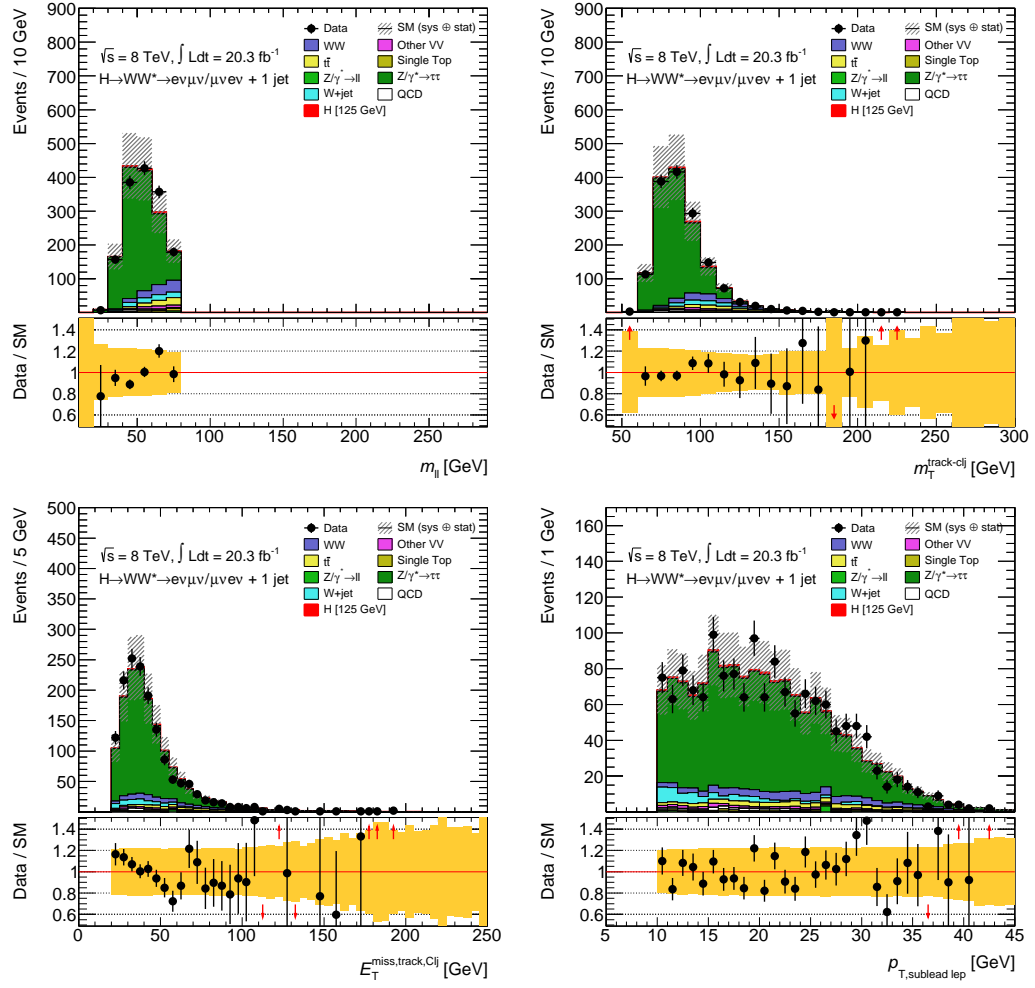 Events / 10 GeV
900
800
700
600
500
400
300
200
100
√s = 8 TeV, ∫ Ldt = 20.3 fb⁻¹
H→WW*→eνμν/μνeν + 1 jet
Data
SM (sys ⊕ stat)
WW
Other VV
tt̄
Single Top
Z/γ*→ll
Z/γ*→ττ
W+jet
QCD
H [125 GeV]
Data / SM
1.4
1.2
1
0.8
0.6
50 100 150 200 250
m_ll [GeV]
Events / 10 GeV
900
800
700
600
500
400
300
200
100
√s = 8 TeV, ∫ Ldt = 20.3 fb⁻¹
H→WW*→eνμν/μνeν + 1 jet
Data
SM (sys ⊕ stat)
WW
Other VV
tt̄
Single Top
Z/γ*→ll
Z/γ*→ττ
W+jet
QCD
H [125 GeV]
Data / SM
1.4
1.2
1
0.8
0.6
50 100 150 200 250 300
m_T^track-clj [GeV]
Events / 5 GeV
500
450
400
350
300
250
200
150
100
50
√s = 8 TeV, ∫ Ldt = 20.3 fb⁻¹
H→WW*→eνμν/μνeν + 1 jet
Data
SM (sys ⊕ stat)
WW
Other VV
tt̄
Single Top
Z/γ*→ll
Z/γ*→ττ
W+jet
QCD
H [125 GeV]
Data / SM
1.4
1.2
1
0.8
0.6
0 50 100 150 200 250
E_T^miss,track,Clj [GeV]
Events / 1 GeV
160
140
120
100
80
60
40
20
√s = 8 TeV, ∫ Ldt = 20.3 fb⁻¹
H→WW*→eνμν/μνeν + 1 jet
Data
SM (sys ⊕ stat)
WW
Other VV
tt̄
Single Top
Z/γ*→ll
Z/γ*→ττ
W+jet
QCD
H [125 GeV]
Data / SM
1.4
1.2
1
0.8
0.6
5 10 15 20 25 30 35 40 45
p_T,sublead lep [GeV]